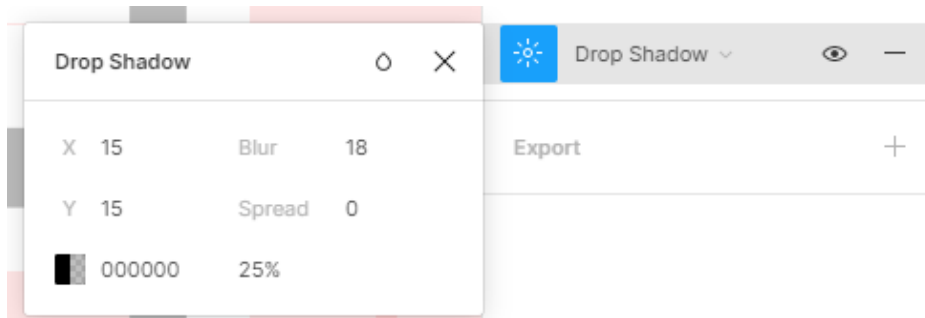 Drop Shadow
Drop Shadow
X 15 Blur 18
Export
Y 15 Spread 0
000000 25%